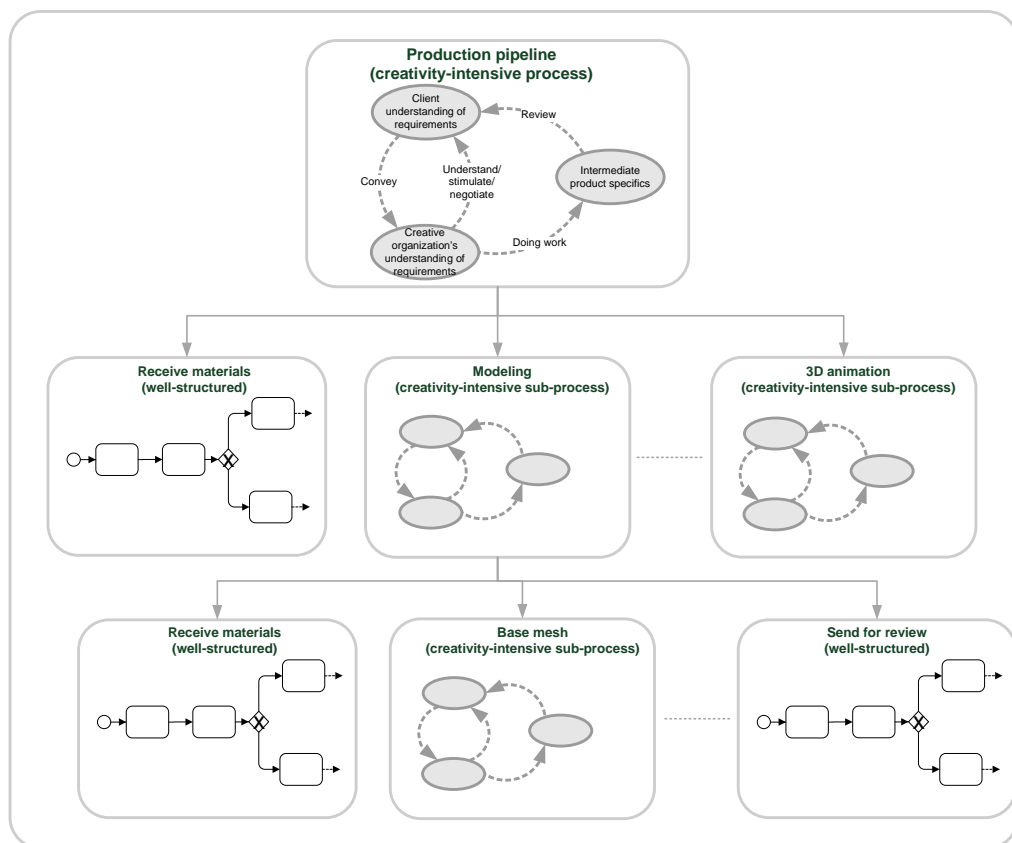 Production pipeline
(creativity-intensive process)
Client
understanding of
requirements
Review
Understand/
stimulate/
negotiate
Convey
Intermediate
product specifics
Creative
organization's
understanding of
requirements
Doing work
Receive materials
(well-structured)
Modeling
(creativity-intensive sub-process)
3D animation
(creativity-intensive sub-process)
Receive materials
(well-structured)
Base mesh
(creativity-intensive sub-process)
Send for review
(well-structured)